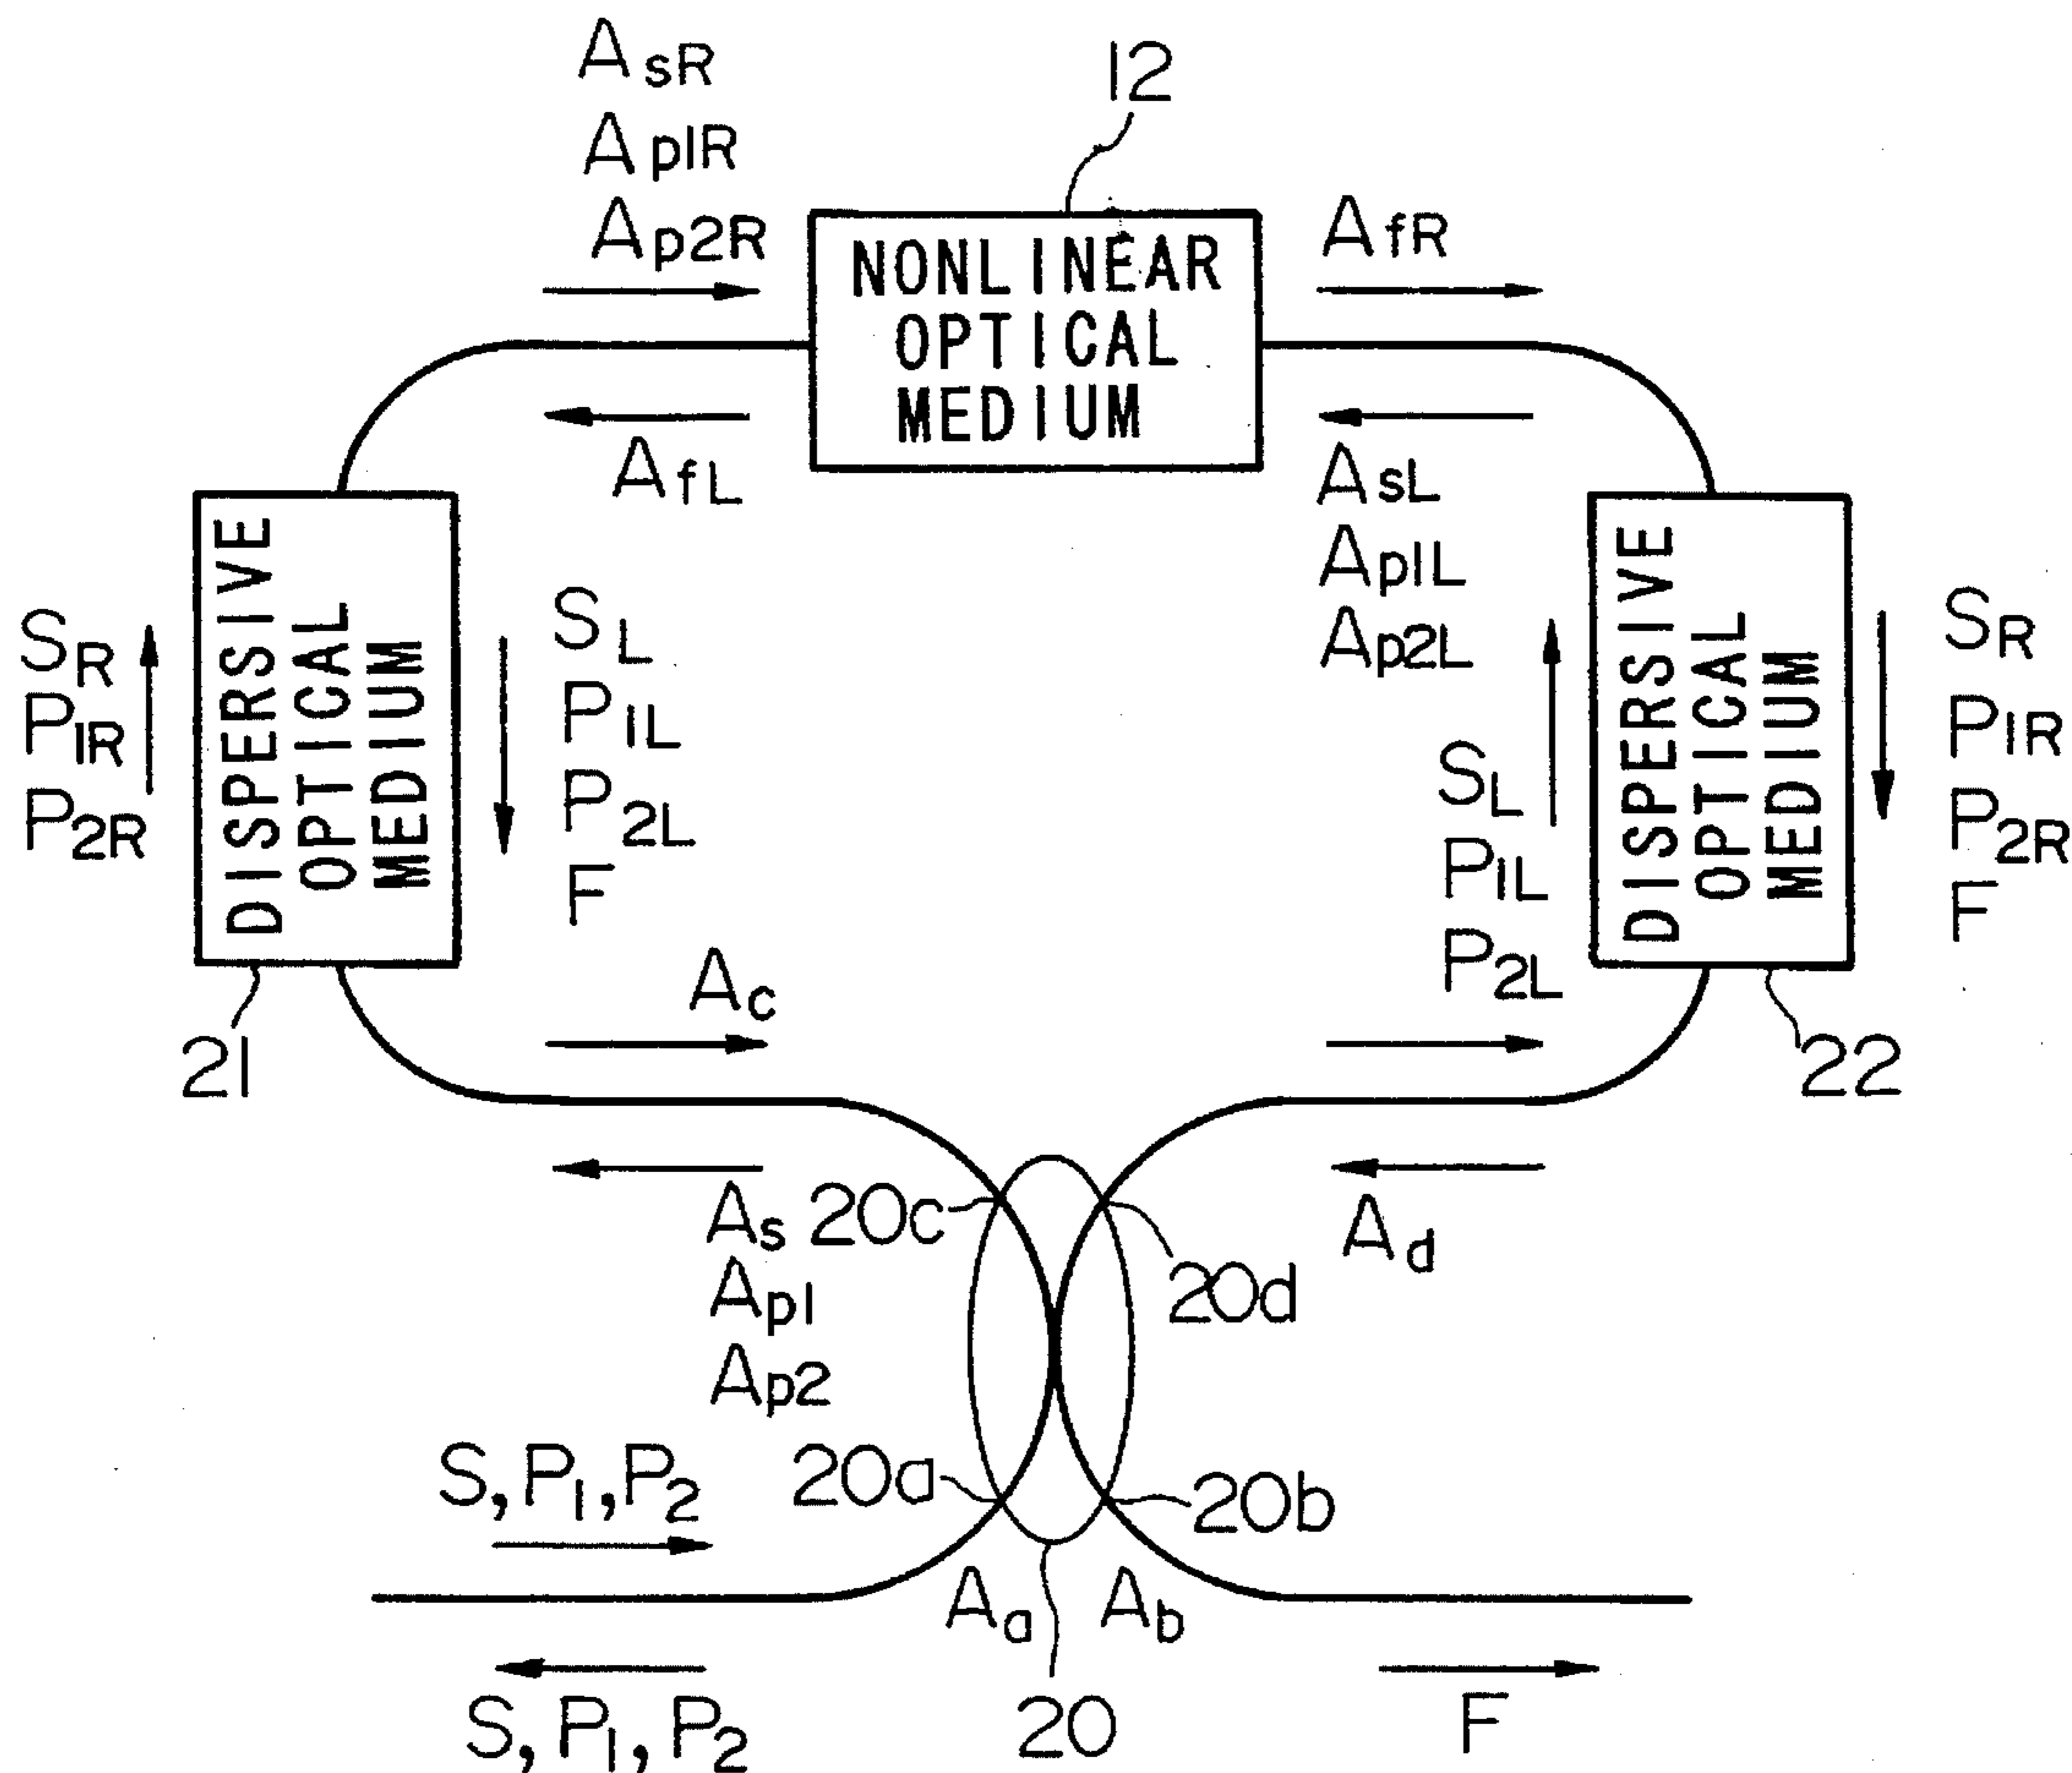 AsR
Ap1R
Ap2R
12
NONLINEAR
OPTICAL
MEDIUM
AfR
AfL
AsL
Ap1L
Ap2L
SR
P1R
P2R
DISPERSIVE
OPTICAL
MEDIUM
SL
P1L
P2L
F
SL
P1L
P2L
DISPERSIVE
OPTICAL
MEDIUM
SR
P1R
P2R
F
21
Ac
22
As
Ap1
Ap2
20c
20d
Ad
S, P1, P2
20a
20b
Aa
Ab
S, P1, P2
20
F